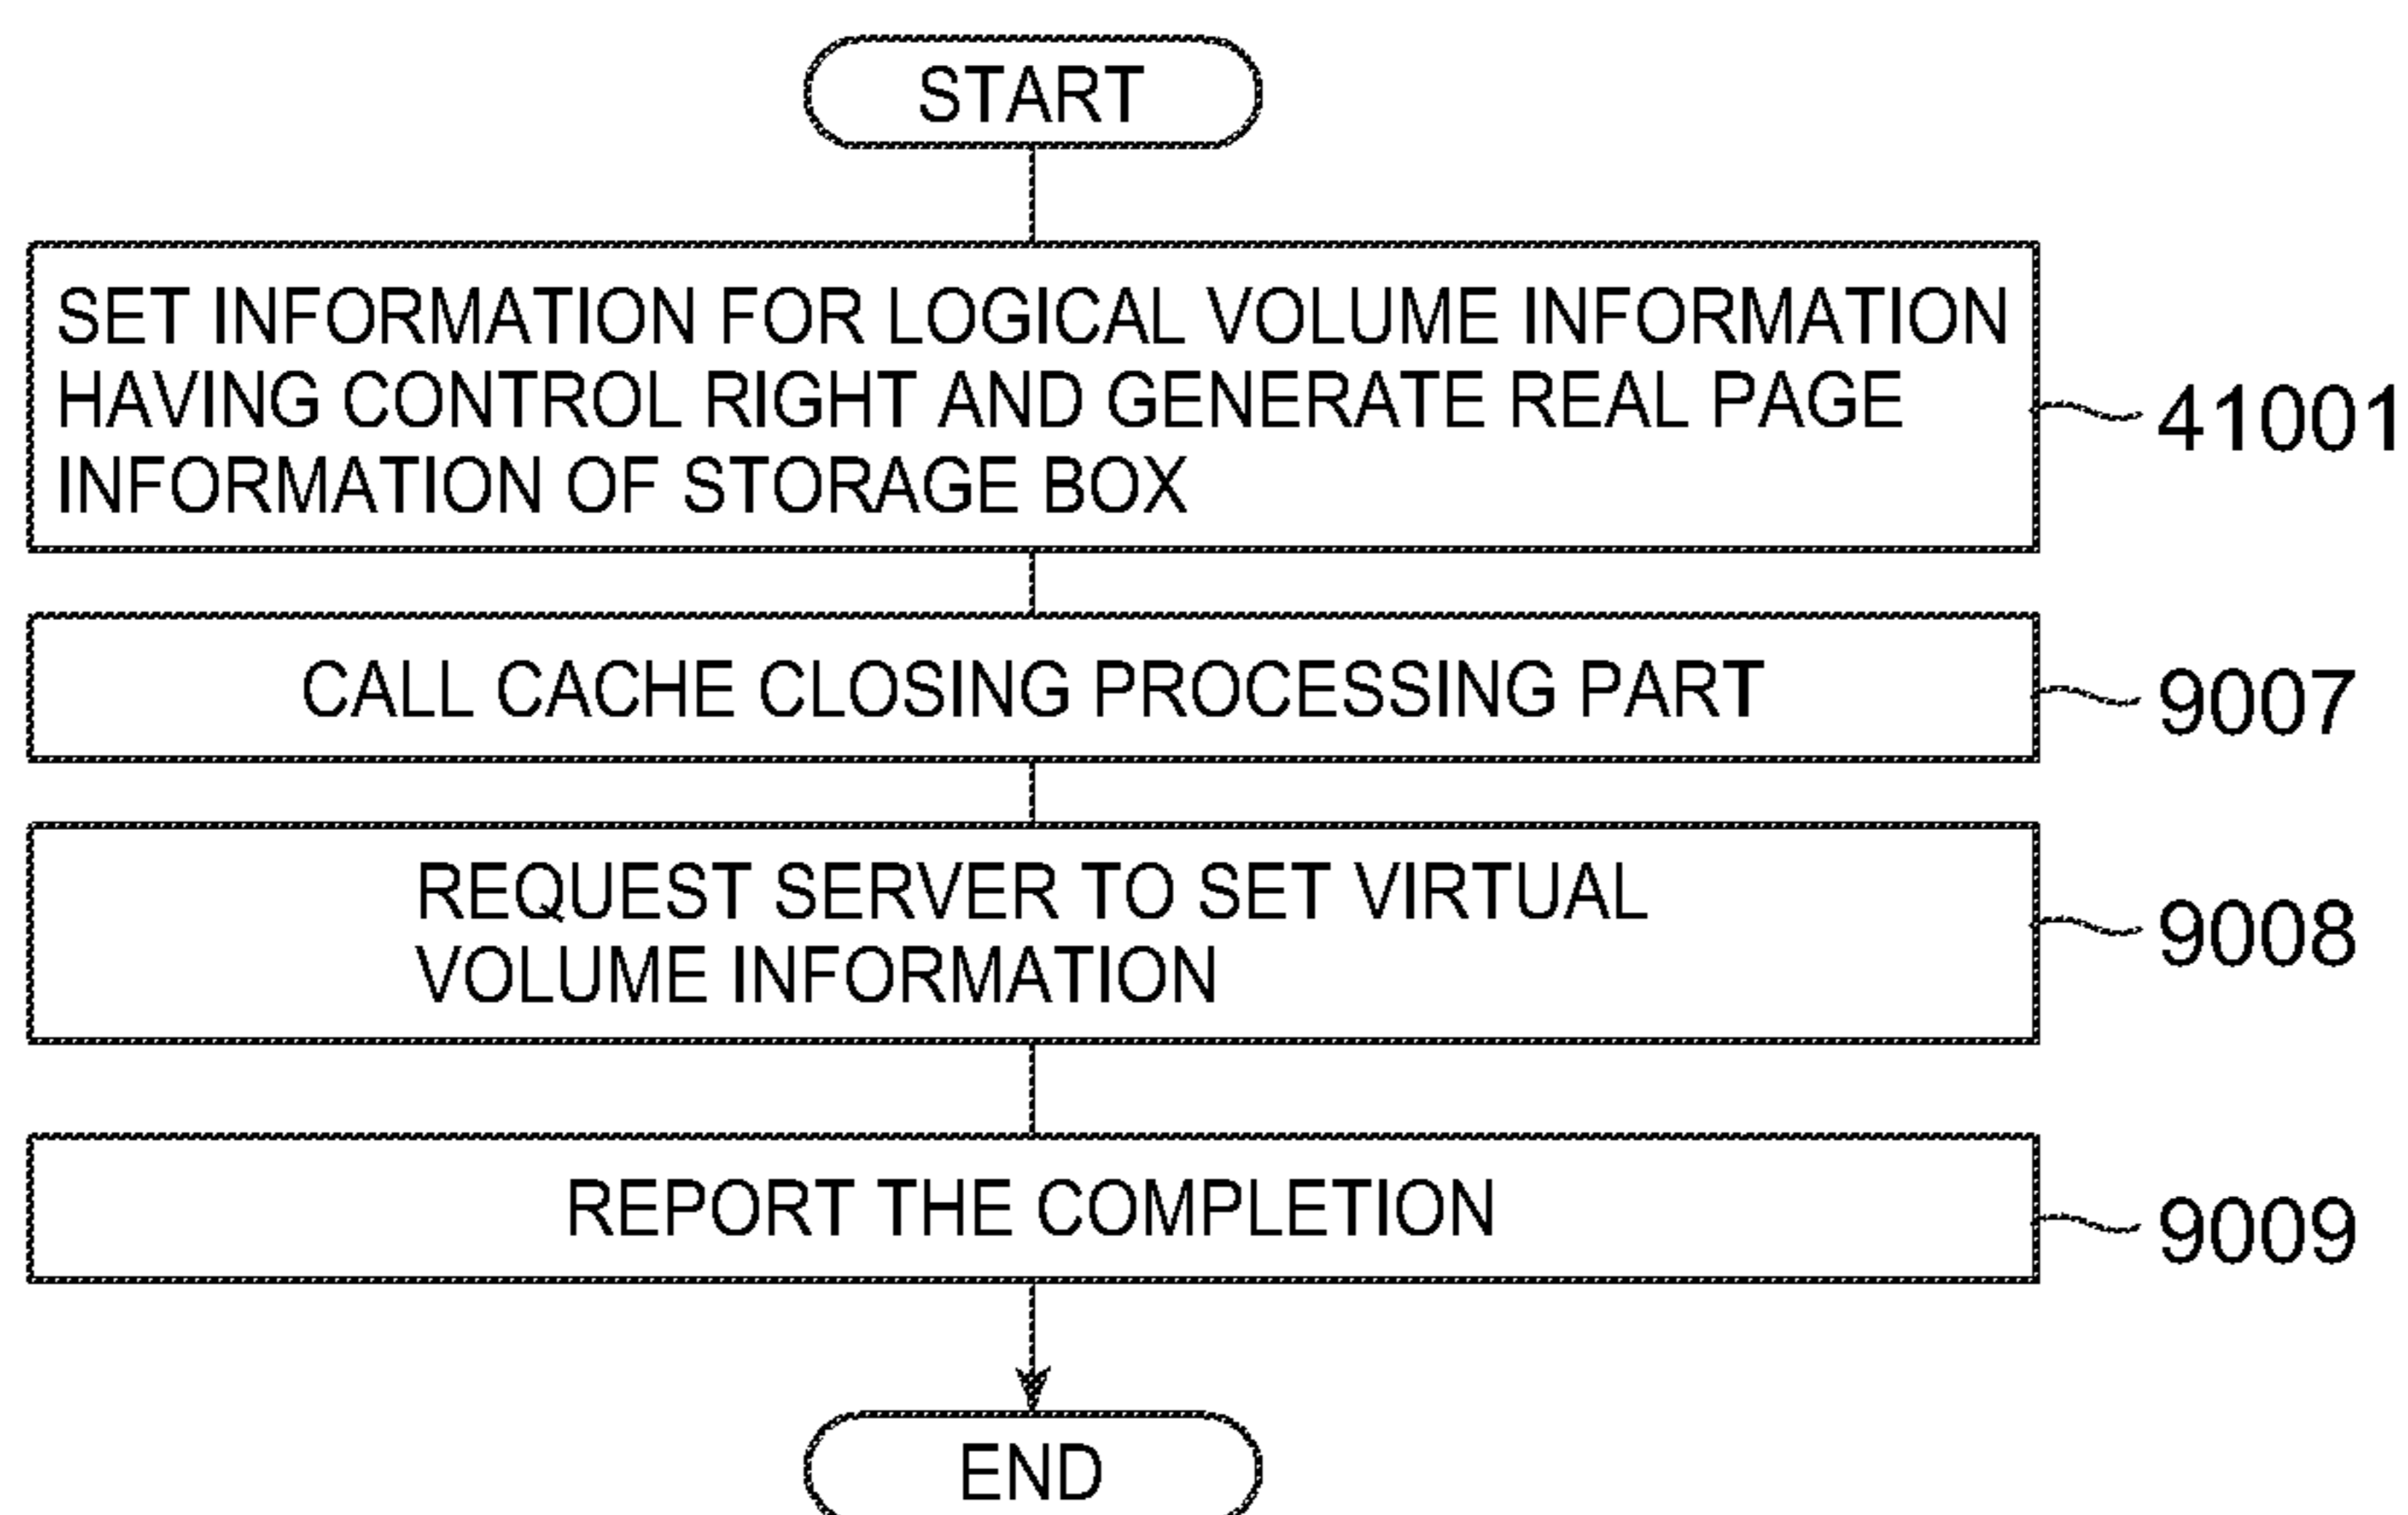 START
SET INFORMATION FOR LOGICAL VOLUME INFORMATION
HAVING CONTROL RIGHT AND GENERATE REAL PAGE
INFORMATION OF STORAGE BOX
41001
CALL CACHE CLOSING PROCESSING PART
9007
REQUEST SERVER TO SET VIRTUAL
VOLUME INFORMATION
9008
REPORT THE COMPLETION
9009
END